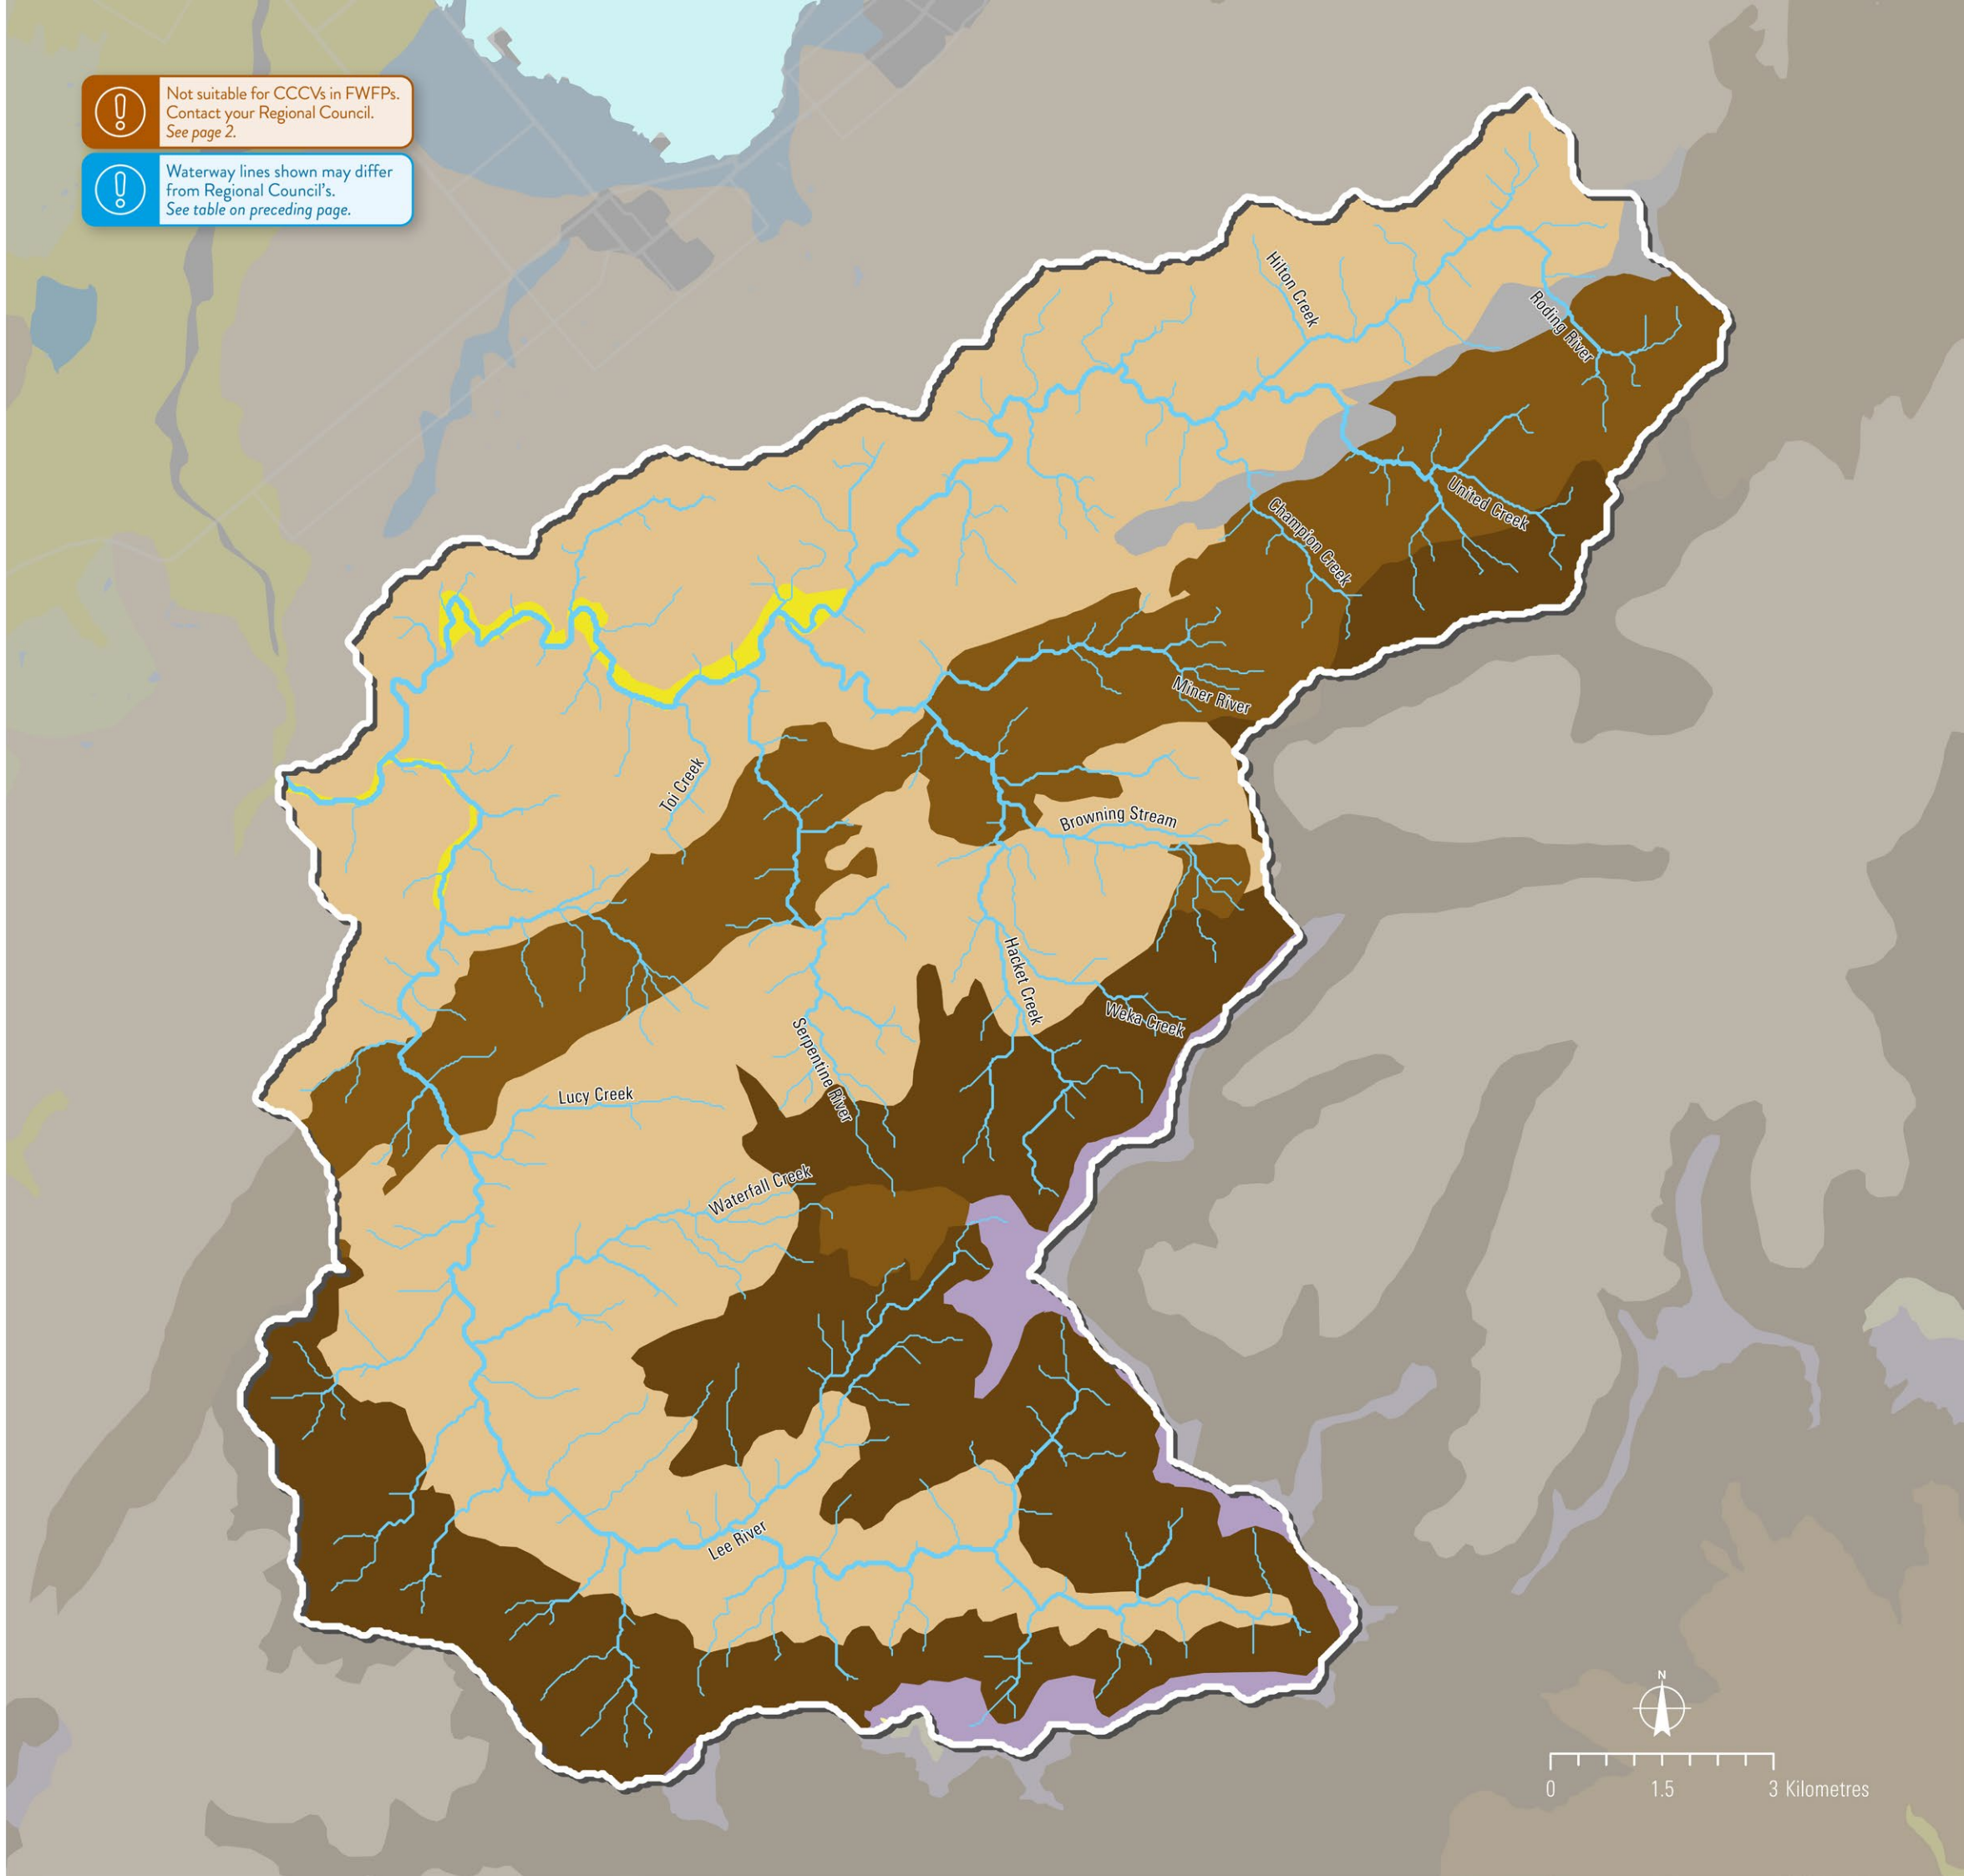 Not suitable for CCCVs in FWFPs.
Contact your Regional Council.
See page 2.
Waterway lines shown may differ
from Regional Council's.
See table on preceding page.
Hilton Creek
Roding River
United Creek
Champion Creek
Miner River
Toi Creek
Browning Stream
Hacket Creek
Weka Creek
Serpentine River
Lucy Creek
Waterfall Creek
Lee River
N
0 1.5 3 Kilometres